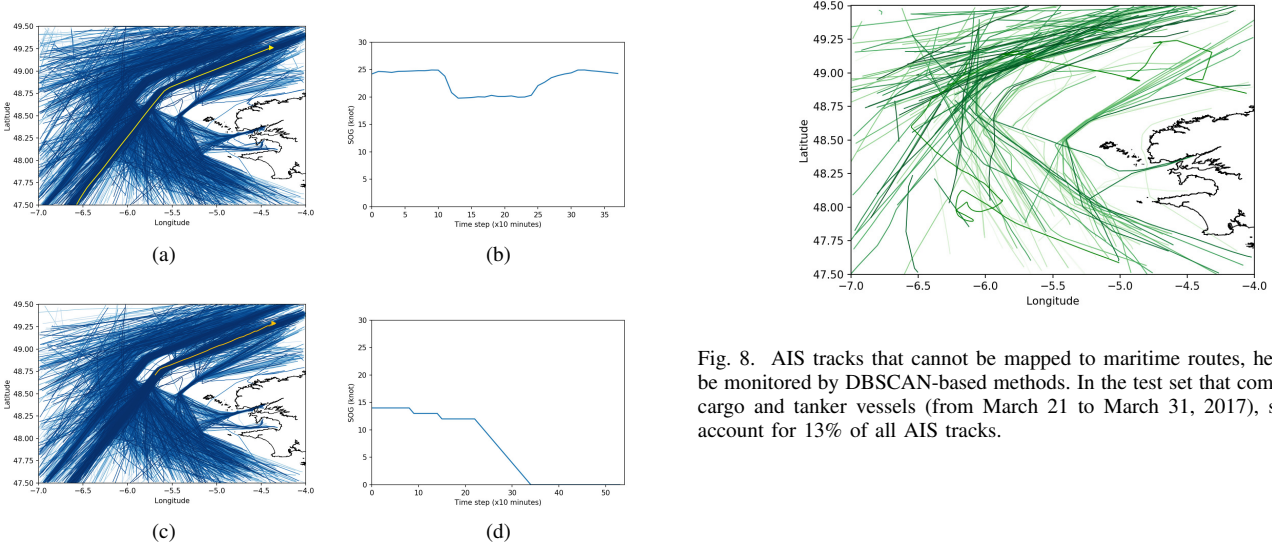 49.50
49.25
49.00
48.75
48.50
48.25
48.00
47.75
47.50
Latitude
−7.0 −6.5 −6.0 −5.5 −5.0 −4.5 −4.0
Longitude
(a)
30
25
20
15
10
5
0
SOG (knot)
0 5 10 15 20 25 30 35
Time step (x10 minutes)
(b)
49.50
49.25
49.00
48.75
48.50
48.25
48.00
47.75
47.50
Latitude
−7.0 −6.5 −6.0 −5.5 −5.0 −4.5 −4.0
Longitude
(c)
30
25
20
15
10
5
0
SOG (knot)
0 10 20 30 40 50
Time step (x10 minutes)
(d)
49.50
49.25
49.00
48.75
48.50
48.25
48.00
47.75
47.50
Latitude
−7.0 −6.5 −6.0 −5.5 −5.0 −4.5 −4.0
Longitude
Fig. 8. AIS tracks that cannot be mapped to maritime routes, he
be monitored by DBSCAN-based methods. In the test set that com
cargo and tanker vessels (from March 21 to March 31, 2017), s
account for 13% of all AIS tracks.